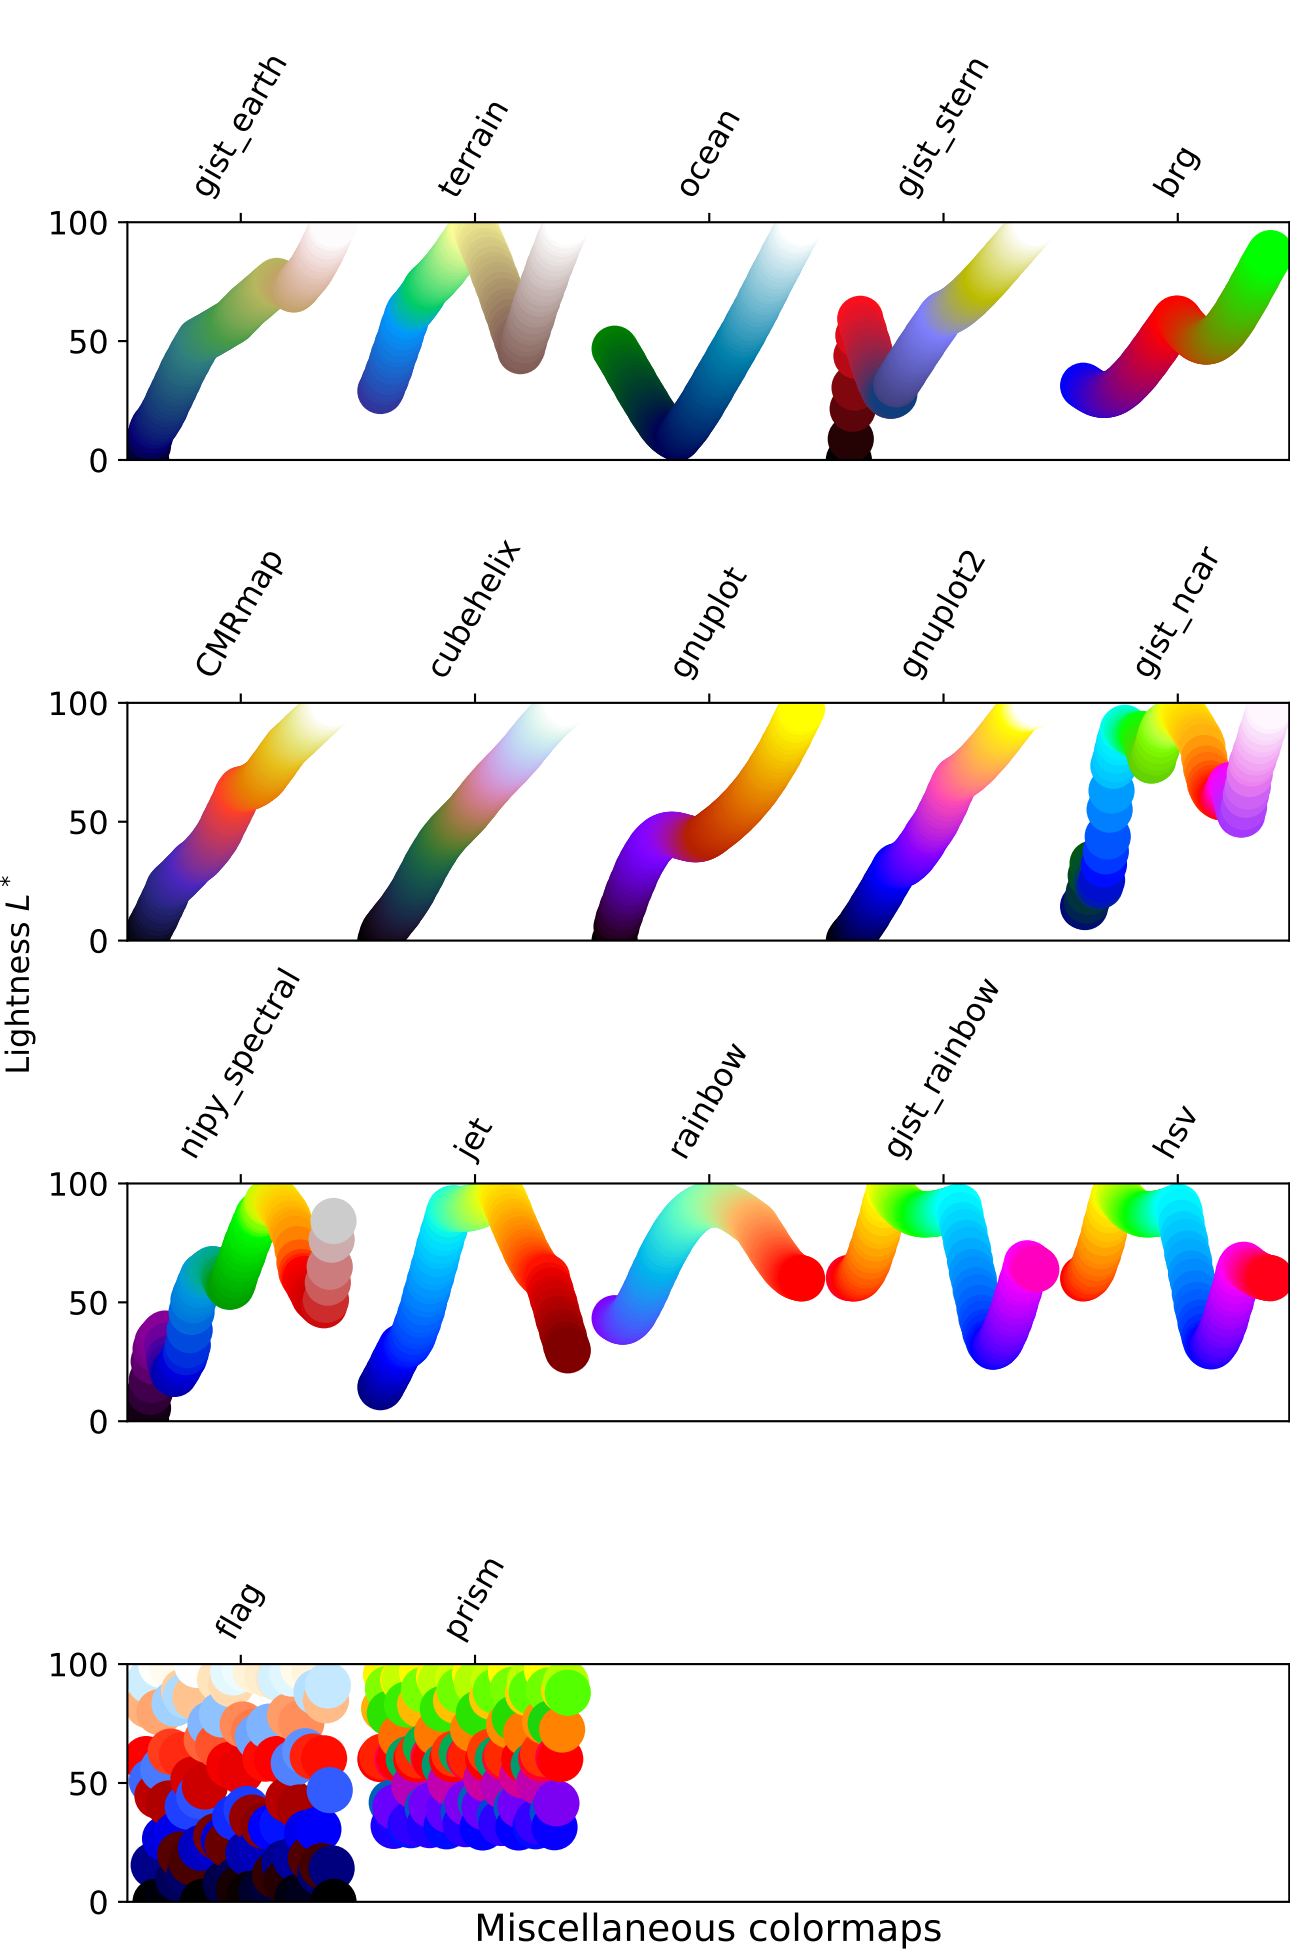 gist_earth terrain ocean gist_stern brg
100
50
0
CMRmap cubehelix gnuplot gnuplot2 gist_ncar
100
50
0
Lightness L*
nipy_spectral jet rainbow gist_rainbow hsv
100
50
0
flag prism
100
50
0
Miscellaneous colormaps